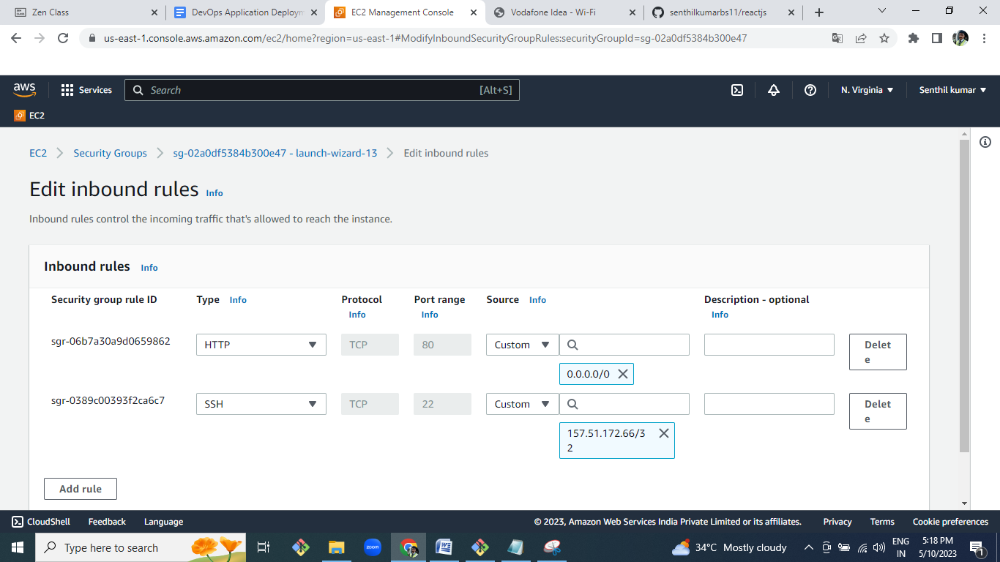 Zen Class
DevOps Application Deploym
EC2 Management Console
Vodafone Idea - Wi-Fi
senthilkumarbs11/reactjs
us-east-1.console.aws.amazon.com/ec2/home?region=us-east-1#ModifyInboundSecurityGroupRules:securityGroupId=sg-02a0df5384b300e47
aws
Services
Search
[Alt+S]
N. Virginia
Senthil kumar
EC2
EC2
Security Groups
sg-02a0df5384b300e47 - launch-wizard-13
Edit inbound rules
Edit inbound rules Info
Inbound rules control the incoming traffic that's allowed to reach the instance.
Inbound rules Info
Security group rule ID
Type Info
Protocol
Info
Port range
Info
Source Info
Description - optional
Info
sgr-06b7a30a9d0659862
HTTP
TCP
80
Custom
0.0.0.0/0
Delet
e
sgr-0389c00393f2ca6c7
SSH
TCP
22
Custom
157.51.172.66/3
2
Delet
e
Add rule
CloudShell
Feedback
Language
© 2023, Amazon Web Services India Private Limited or its affiliates.
Privacy
Terms
Cookie preferences
Type here to search
zoom
34°C Mostly cloudy
ENG
IN
5:18 PM
5/10/2023
1